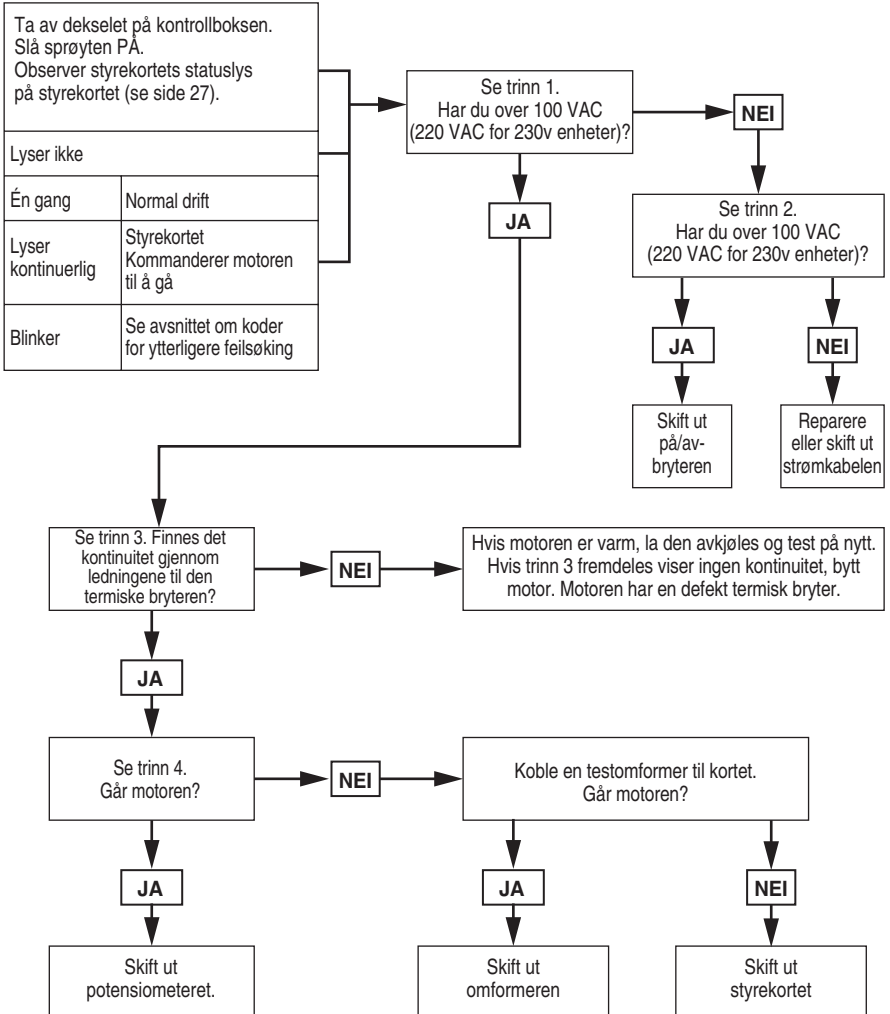 Ta av dekselet på kontrollboksen.
Slå sprøyten PÅ.
Observer styrekortets statuslys
på styrekortet (se side 27).
Lyser ikke
Én gang
Normal drift
Lyser
kontinuerlig
Styrekortet
Kommanderer motoren
til å gå
Blinker
Se avsnittet om koder
for ytterligere feilsøking
Se trinn 1.
Har du over 100 VAC
(220 VAC for 230v enheter)?
NEI
JA
Se trinn 2.
Har du over 100 VAC
(220 VAC for 230v enheter)?
JA
NEI
Skift ut
på/av-
bryteren
Reparere
eller skift ut
strømkabelen
Se trinn 3. Finnes det
kontinuitet gjennom
ledningene til den
termiske bryteren?
NEI
Hvis motoren er varm, la den avkjøles og test på nytt.
Hvis trinn 3 fremdeles viser ingen kontinuitet, bytt
motor. Motoren har en defekt termisk bryter.
JA
Se trinn 4.
Går motoren?
NEI
Koble en testomformer til kortet.
Går motoren?
JA
JA
NEI
Skift ut
potensiometeret.
Skift ut
omformeren
Skift ut
styrekortet